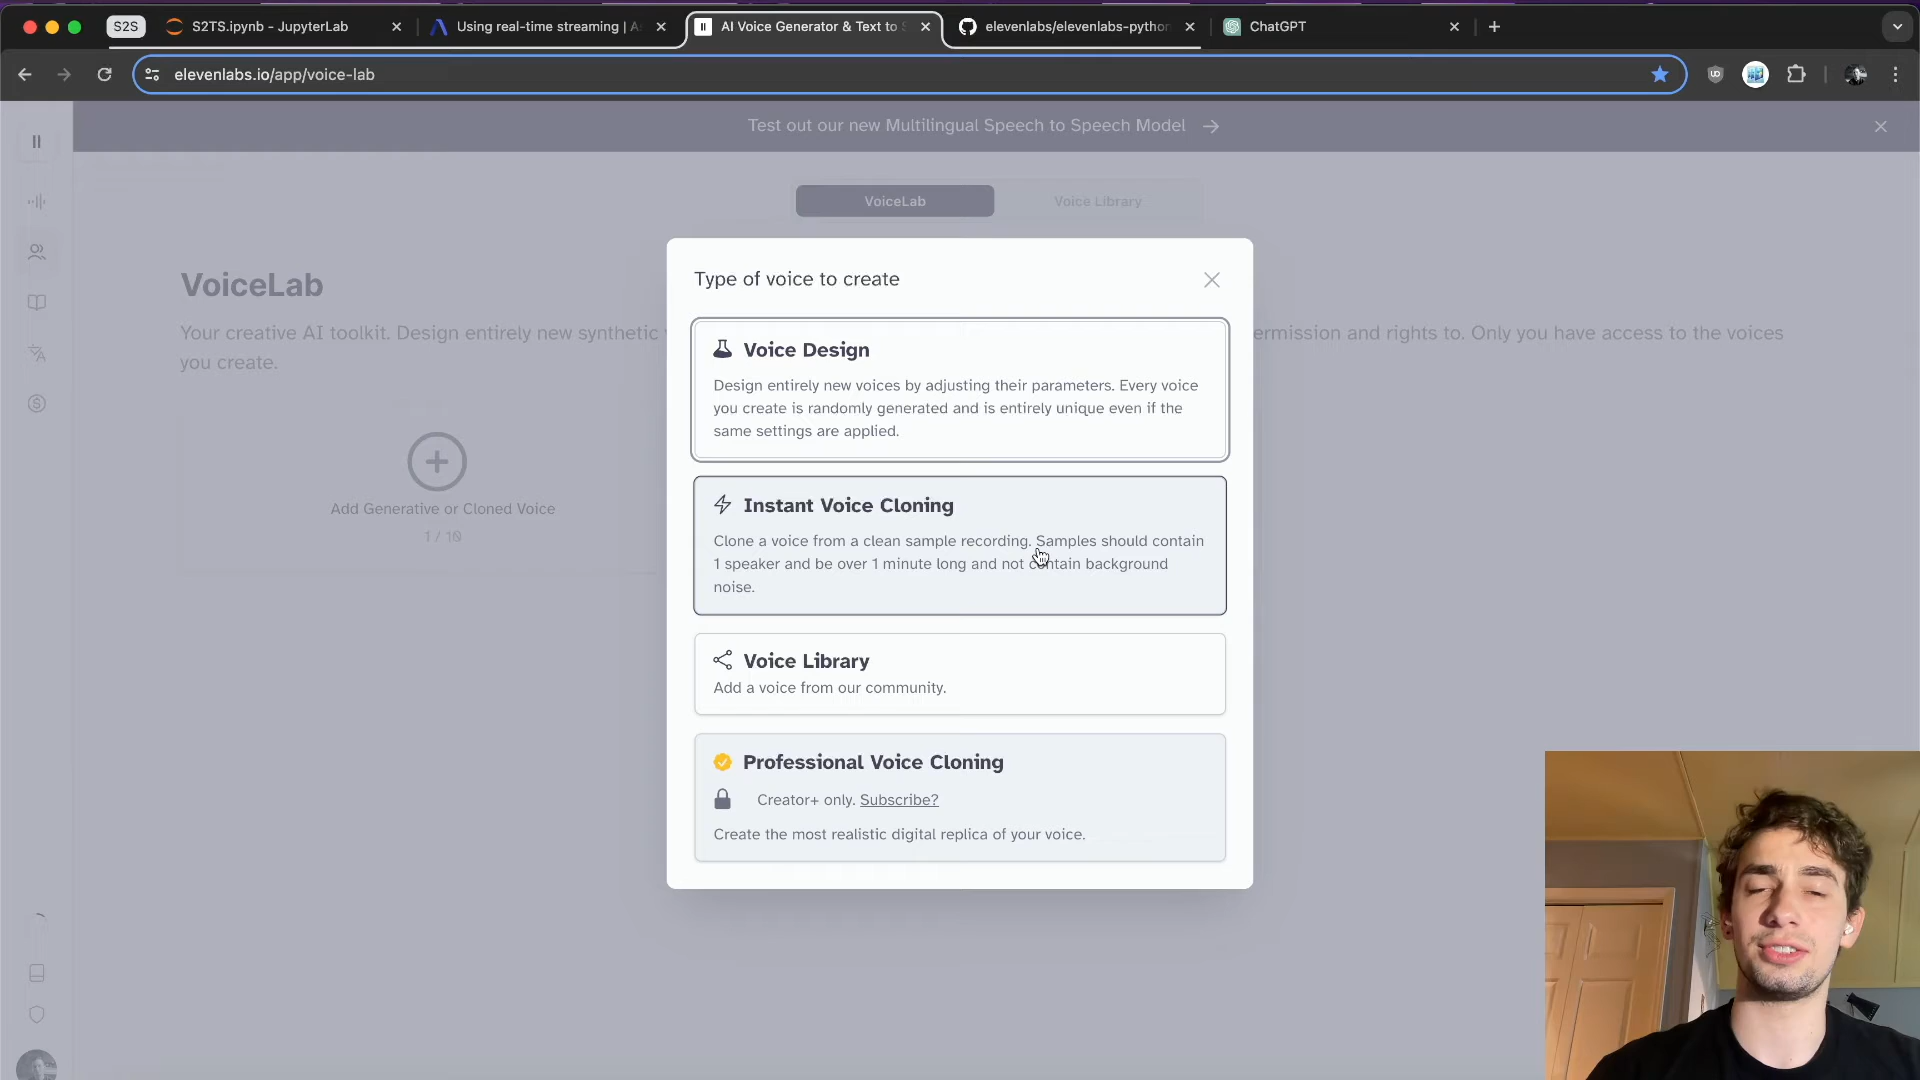 S2S
S2TS.ipynb - JupyterLab
Using real-time streaming | As
AI Voice Generator & Text to S
elevenlabs/elevenlabs-python
ChatGPT
elevenlabs.io/app/voice-lab
Test out our new Multilingual Speech to Speech Model
VoiceLab
Voice Library
VoiceLab
Your creative AI toolkit. Design entirely new synthetic
ermission and rights to. Only you have access to the voices
you create.
Add Generative or Cloned Voice
1 / 10
Type of voice to create
Voice Design
Design entirely new voices by adjusting their parameters. Every voice
you create is randomly generated and is entirely unique even if the
same settings are applied.
Instant Voice Cloning
Clone a voice from a clean sample recording. Samples should contain
1 speaker and be over 1 minute long and not contain background
noise.
Voice Library
Add a voice from our community.
Professional Voice Cloning
Creator+ only. Subscribe?
Create the most realistic digital replica of your voice.